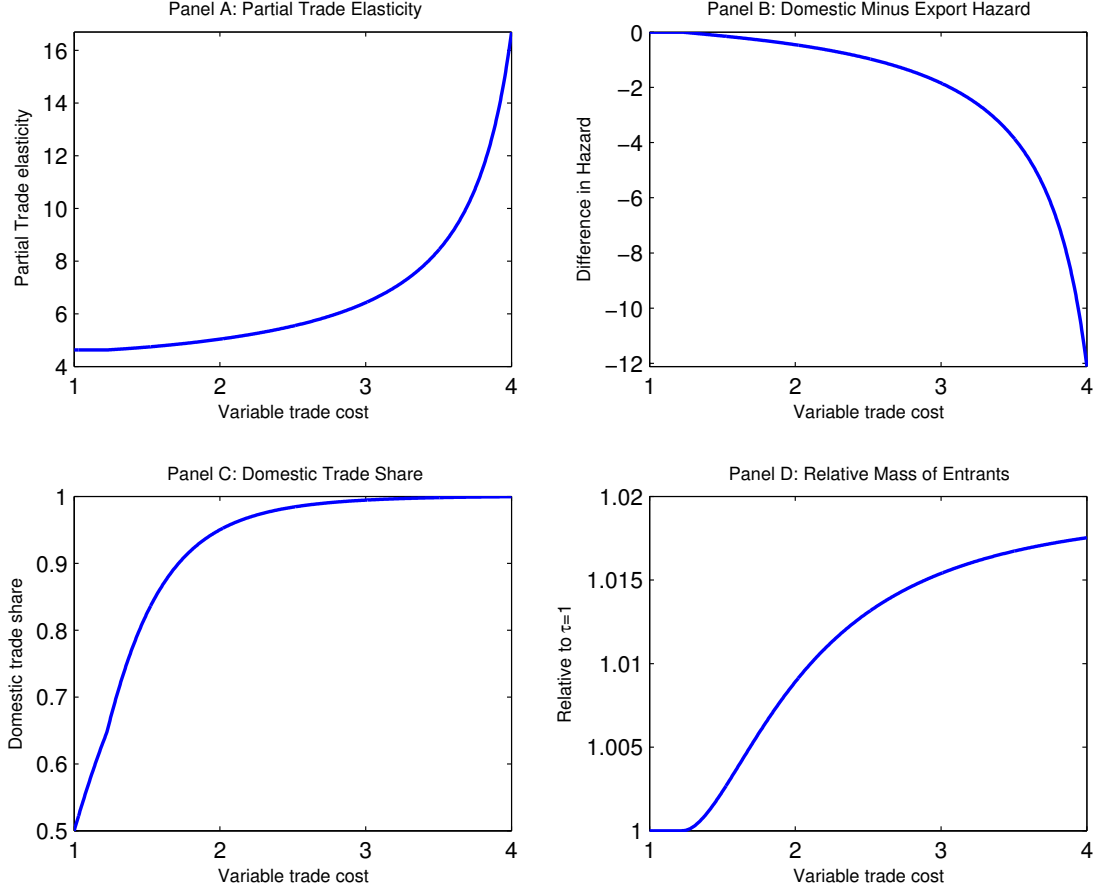 Panel A: Partial Trade Elasticity
16
14
12
10
8
6
4
Partial Trade elasticity
1 2 3 4
Variable trade cost
Panel B: Domestic Minus Export Hazard
0
−2
−4
−6
−8
−10
−12
Difference in Hazard
1 2 3 4
Variable trade cost
Panel C: Domestic Trade Share
1
0.9
0.8
0.7
0.6
0.5
Domestic trade share
1 2 3 4
Variable trade cost
Panel D: Relative Mass of Entrants
1.02
1.015
1.01
1.005
1
Relative to τ=1
1 2 3 4
Variable trade cost